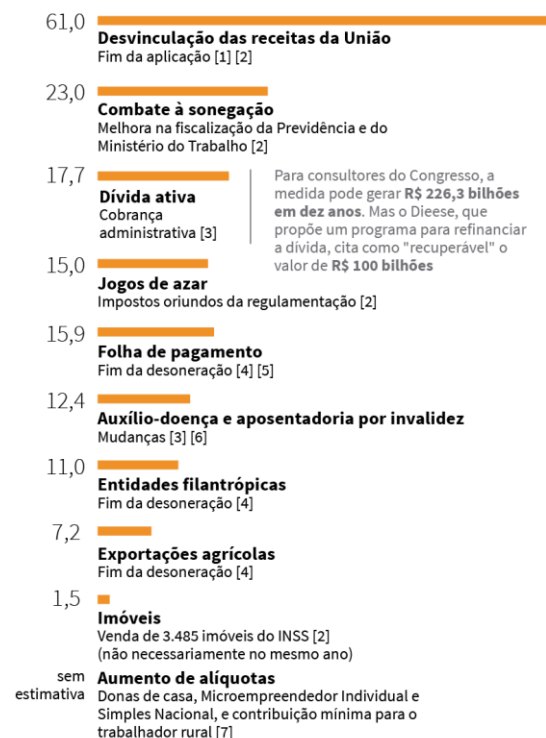 61,0
Desvinculação das receitas da União
Fim da aplicação [1] [2]
23,0
Combate à sonegação
Melhora na fiscalização da Previdência e do
Ministério do Trabalho [2]
17,7
Dívida ativa
Cobrança
administrativa [3]
Para consultores do Congresso, a
medida pode gerar R$ 226,3 bilhões
em dez anos. Mas o Dieese, que
propõe um programa para refinanciar
a dívida, cita como "recuperável" o
valor de R$ 100 bilhões
15,0
Jogos de azar
Impostos oriundos da regulamentação [2]
15,9
Folha de pagamento
Fim da desoneração [4] [5]
12,4
Auxílio-doença e aposentadoria por invalidez
Mudanças [3] [6]
11,0
Entidades filantrópicas
Fim da desoneração [4]
7,2
Exportações agrícolas
Fim da desoneração [4]
1,5
Imóveis
Venda de 3.485 imóveis do INSS [2]
(não necessariamente no mesmo ano)
sem
estimativa
Aumento de alíquotas
Donas de casa, Microempreendedor Individual e
Simples Nacional, e contribuição mínima para o
trabalhador rural [7]